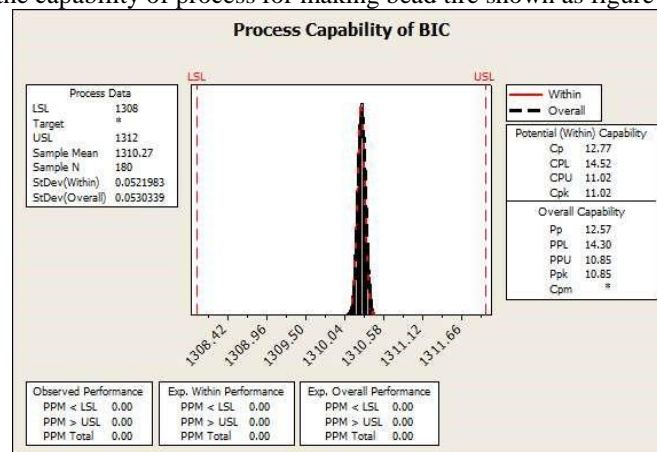 the capability of process for making bead tire shown as figure
Process Capability of BIC
LSL
USL
Process Data
LSL 1308
Target *
USL 1312
Sample Mean 1310.27
Sample N 180
StDev(Within) 0.0521983
StDev(Overall) 0.0530339
Within
Overall
Potential (Within) Capability
Cp 12.77
CPL 14.52
CPU 11.02
Cpk 11.02
Overall Capability
Pp 12.57
PPL 14.30
PPU 10.85
Ppk 10.85
Cpm *
1308.42 1308.96 1309.50 1310.04 1310.58 1311.12 1311.66
Observed Performance
PPM < LSL 0.00
PPM > USL 0.00
PPM Total 0.00
Exp. Within Performance
PPM < LSL 0.00
PPM > USL 0.00
PPM Total 0.00
Exp. Overall Performance
PPM < LSL 0.00
PPM > USL 0.00
PPM Total 0.00